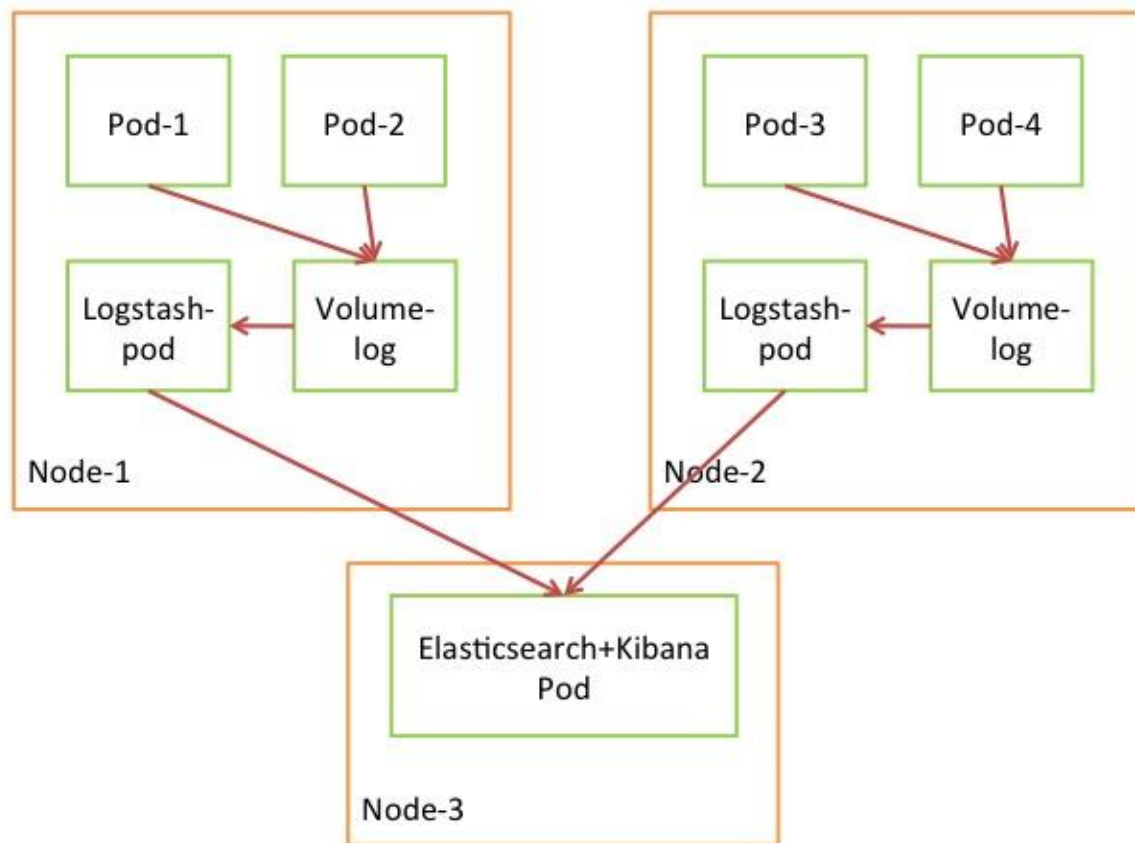 Pod-1
Pod-2
Pod-3
Pod-4
Logstash-
pod
Volume-
log
Logstash-
pod
Volume-
log
Node-1
Node-2
Elasticsearch+Kibana
Pod
Node-3